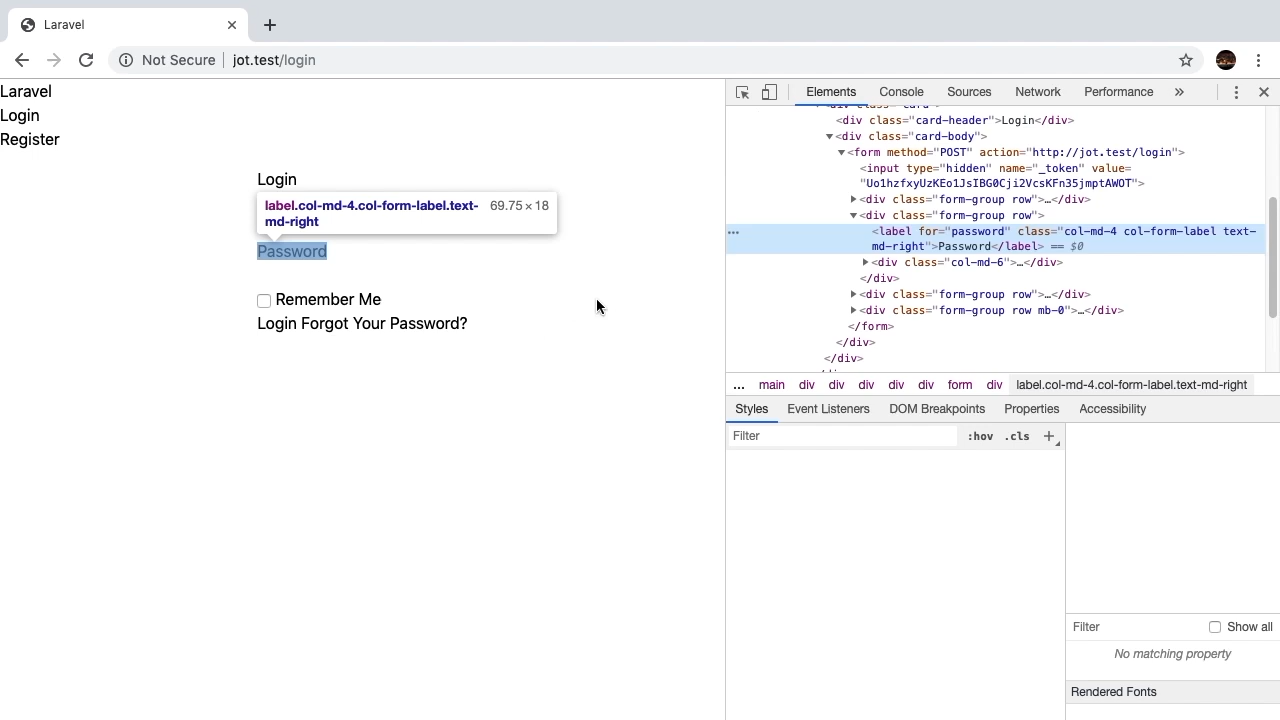 Laravel
Not Secure jot.test/login
Elements Console Sources Network Performance »
Laravel
Login
Register
Login
label.col-md-4.col-form-label.text-md-right 69.75 × 18
Password
Remember Me
Login Forgot Your Password?
<div class="card">
<div class="card-header">Login</div>
▼<div class="card-body">
▼<form method="POST" action="http://jot.test/login">
<input type="hidden" name="_token" value=
"Uo1hzfxyUzKEo1JsIBG0Cji2VcsKFn35jmptAWOT">
▶<div class="form-group row">…</div>
▼<div class="form-group row">
<label for="password" class="col-md-4 col-form-label text-
md-right">Password</label> == $0
▶<div class="col-md-6">…</div>
</div>
▶<div class="form-group row">…</div>
▶<div class="form-group row mb-0">…</div>
</form>
</div>
</div>
... main div div div div div form div label.col-md-4.col-form-label.text-md-right
Styles Event Listeners DOM Breakpoints Properties Accessibility
Filter :hov .cls +
Filter Show all
No matching property
Rendered Fonts